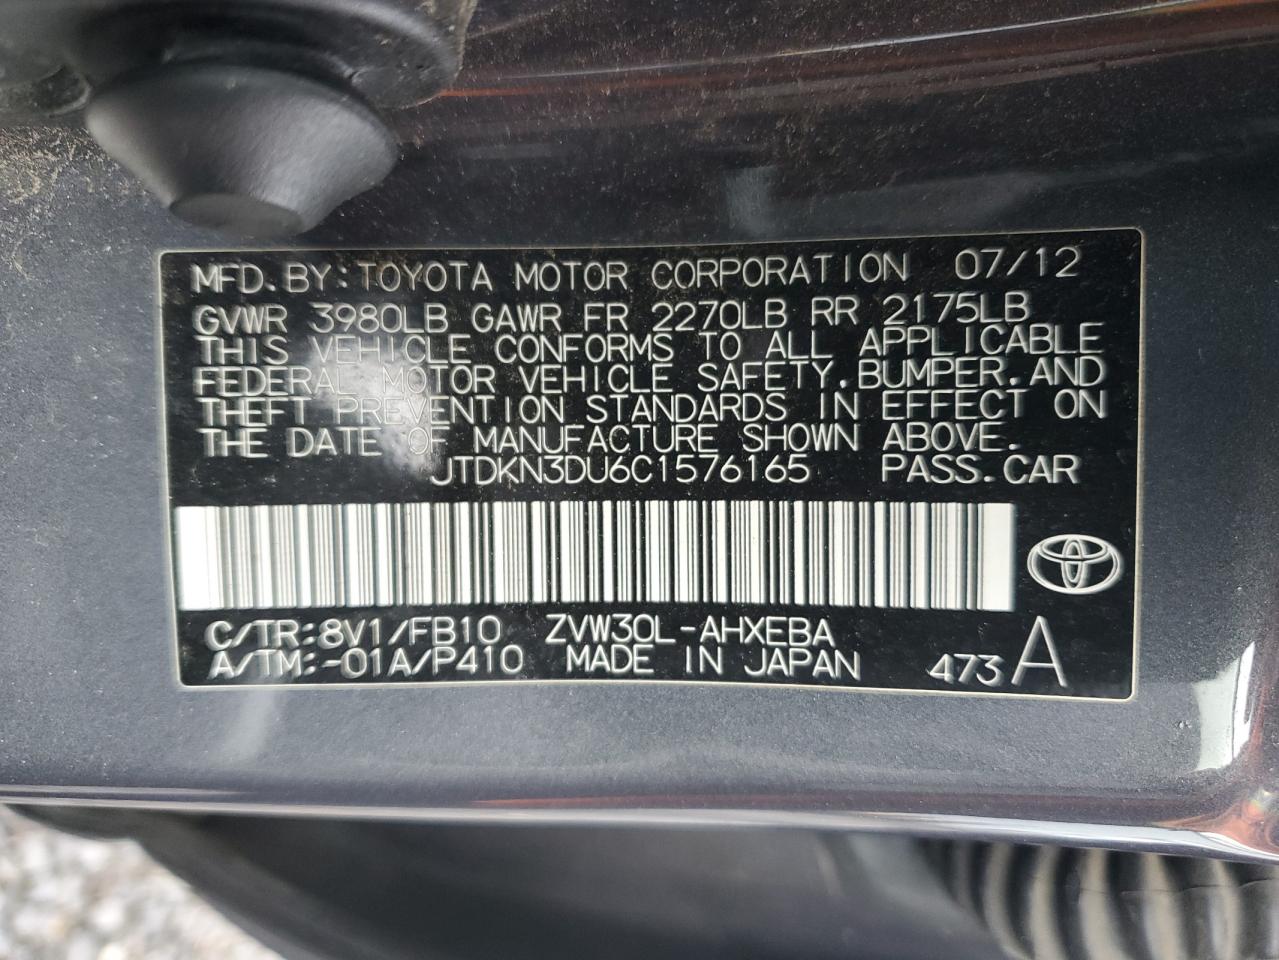 MFD.BY:TOYOTA MOTOR CORPORATION 07/12
GVWR 3980LB GAWR FR 2270LB RR 2175LB
THIS VEHICLE CONFORMS TO ALL APPLICABLE
FEDERAL MOTOR VEHICLE SAFETY.BUMPER.AND
THEFT PREVENTION STANDARDS IN EFFECT ON
THE DATE OF MANUFACTURE SHOWN ABOVE.
JTDKN3DU6C1576165 PASS.CAR
C/TR:8V1/FB10 ZVW30L-AHXEBA
A/TM:-01A/P410 MADE IN JAPAN 473 A